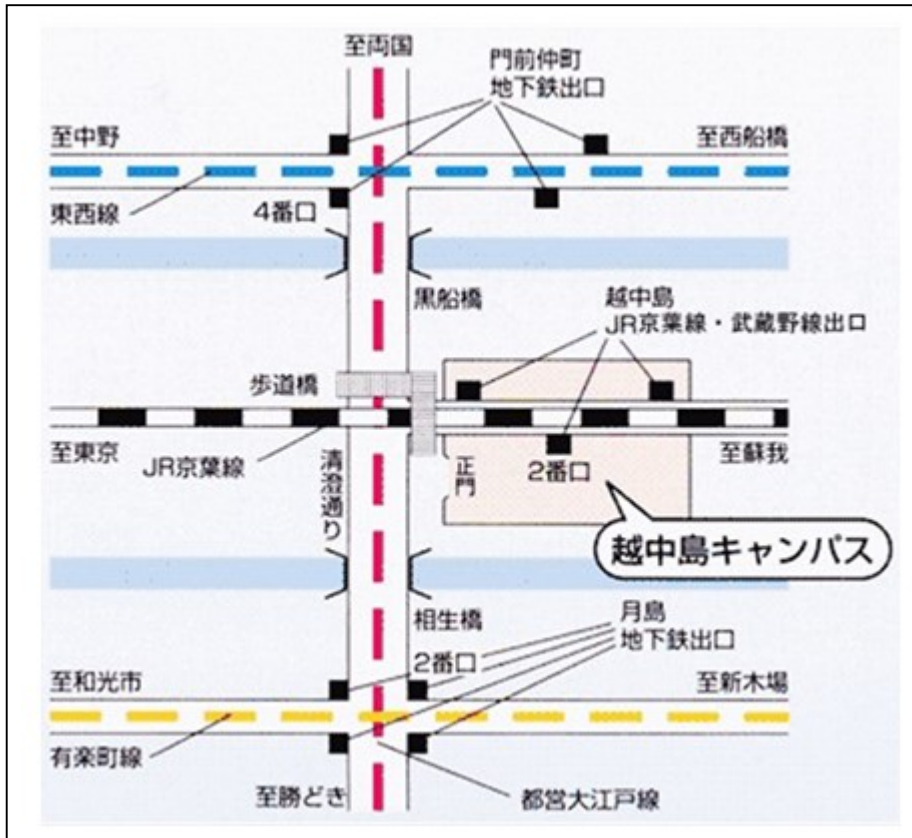 至両国
門前仲町
地下鉄出口
至中野
至西船橋
東西線
4番口
黒船橋
越中島
JR京葉線・武蔵野線出口
歩道橋
至東京
JR京葉線
清澄通り
正門
2番口
至蘇我
越中島キャンパス
相生橋
月島
地下鉄出口
2番口
至和光市
至新木場
有楽町線
至勝どき
都営大江戸線